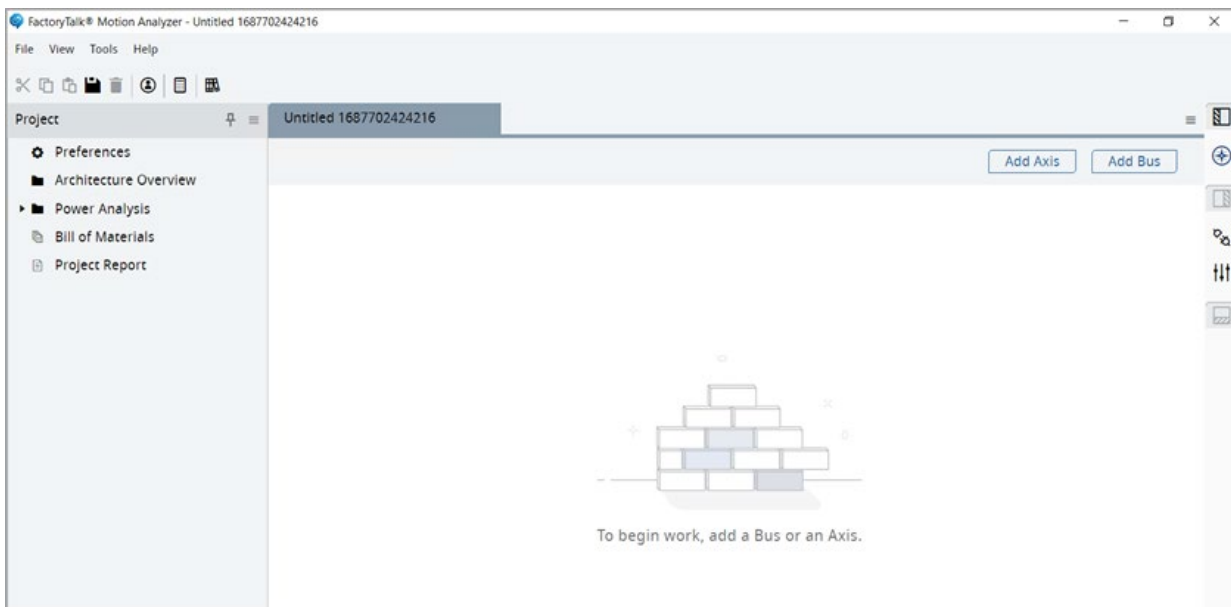 FactoryTalk® Motion Analyzer - Untitled 1687702424216
File View Tools Help
Project
Untitled 1687702424216
Preferences
Architecture Overview
Power Analysis
Bill of Materials
Project Report
Add Axis
Add Bus
To begin work, add a Bus or an Axis.